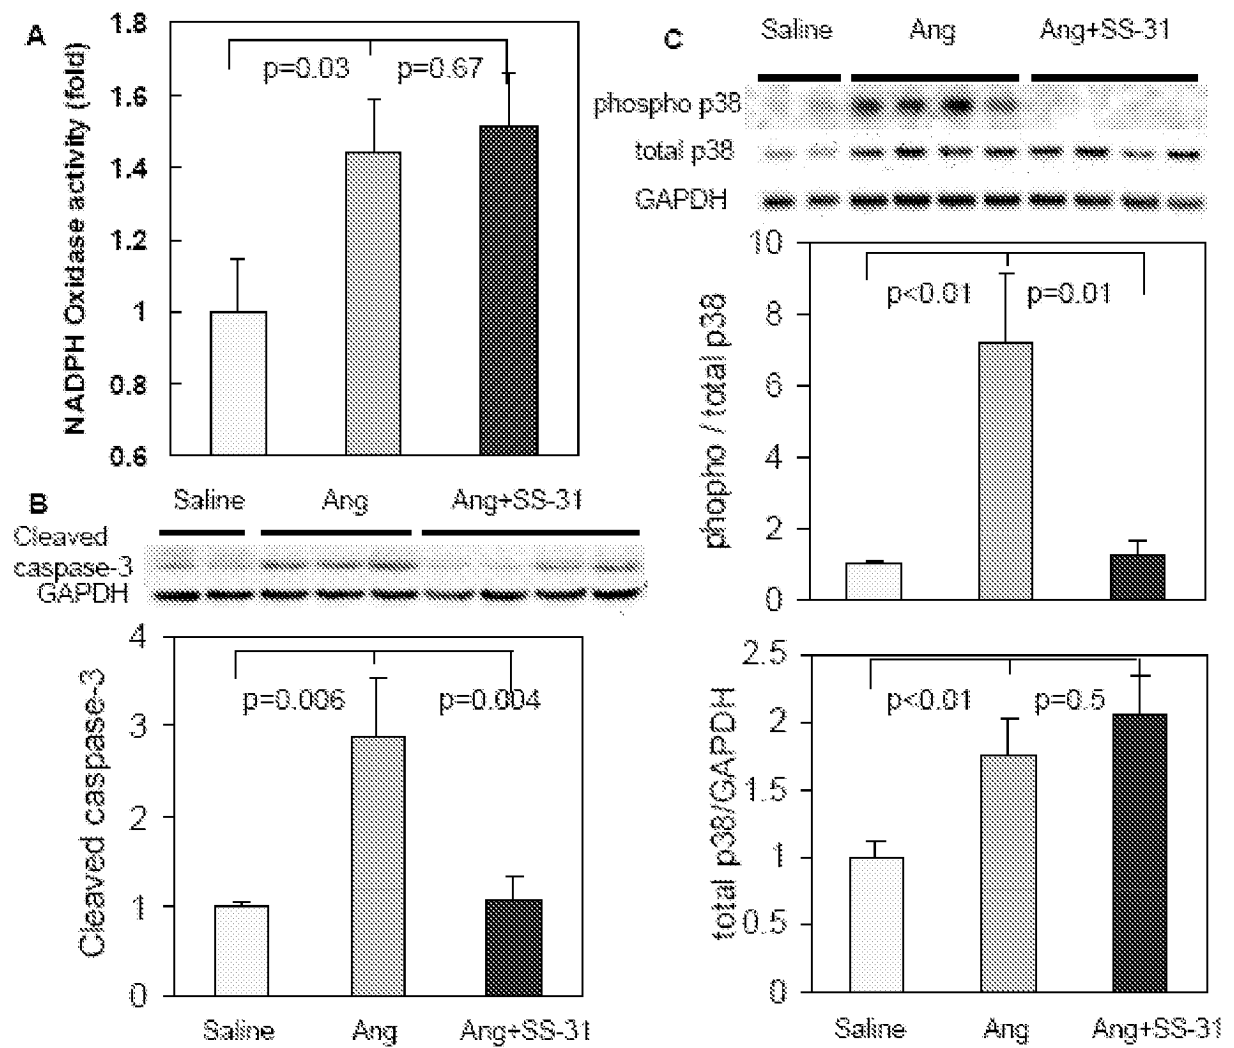 A
1.8
1.6
1.4
1.2
1
0.8
0.6
NADPH Oxidase activity (fold)
p=0.03
p=0.67
B
Saline
Ang
Ang+SS-31
Cleaved
caspase-3
GAPDH
4
3
2
1
0
Cleaved caspase-3
p=0.006
p=0.004
Saline
Ang
Ang+SS-31
C
Saline
Ang
Ang+SS-31
phospho p38
total p38
GAPDH
10
8
6
4
2
0
phopho / total p38
p<0.01
p=0.01
2.5
2
1.5
1
0.5
0
total p38/GAPDH
p<0.01
p=0.5
Saline
Ang
Ang+SS-31